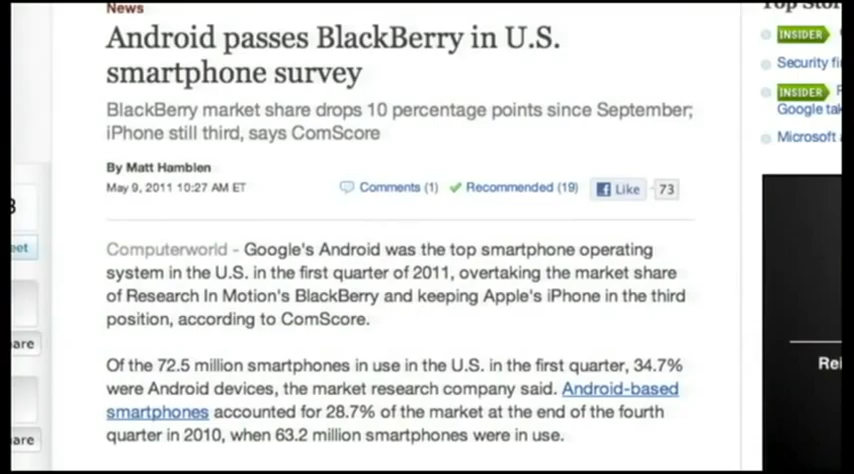 News
Android passes BlackBerry in U.S.
smartphone survey
BlackBerry market share drops 10 percentage points since September;
iPhone still third, says ComScore
By Matt Hamblen
May 9, 2011 10:27 AM ET
Comments (1)
Recommended (19)
Like
73
Computerworld - Google's Android was the top smartphone operating
system in the U.S. in the first quarter of 2011, overtaking the market share
of Research In Motion's BlackBerry and keeping Apple's iPhone in the third
position, according to ComScore.
Of the 72.5 million smartphones in use in the U.S. in the first quarter, 34.7%
were Android devices, the market research company said. Android-based
smartphones accounted for 28.7% of the market at the end of the fourth
quarter in 2010, when 63.2 million smartphones were in use.
INSIDER
Security
INSIDER
Google
Microsoft